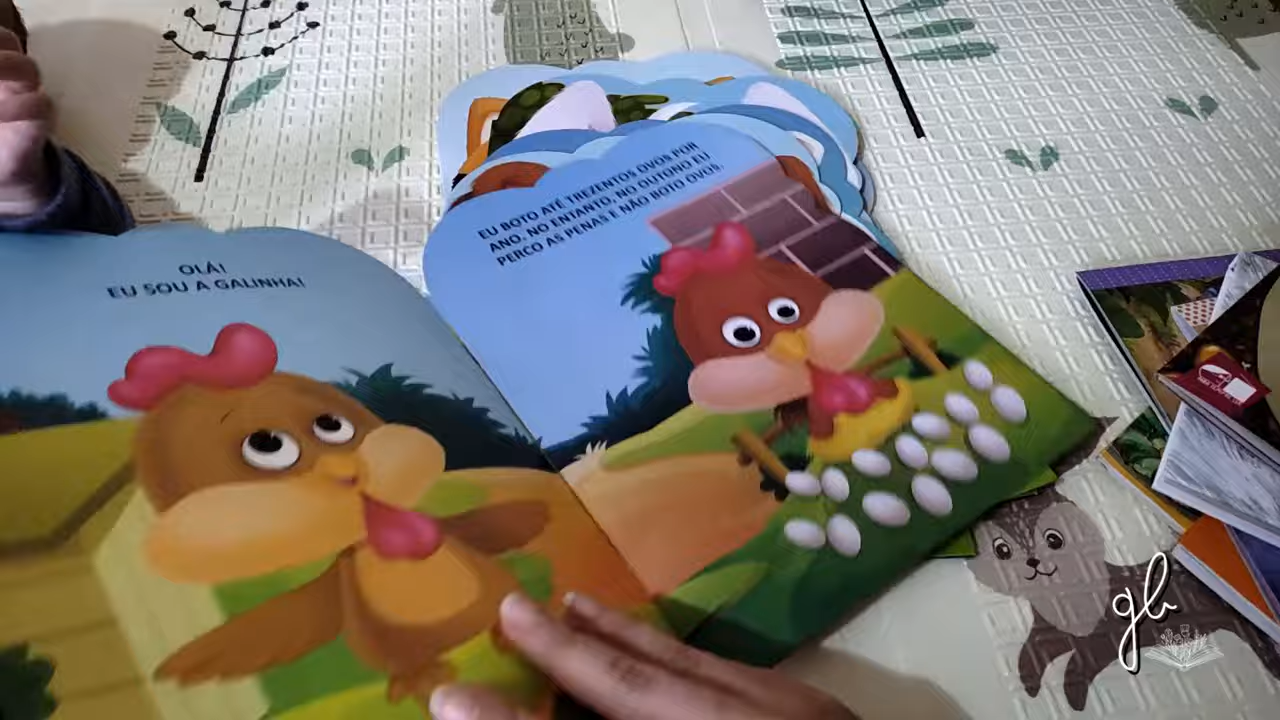 OLÁ!
EU SOU A GALINHA!
EU BOTO ATÉ TREZENTOS OVOS POR
ANO. NO ENTANTO, NO OUTONO EU
PERCO AS PENAS E NÃO BOTO OVOS.
gb